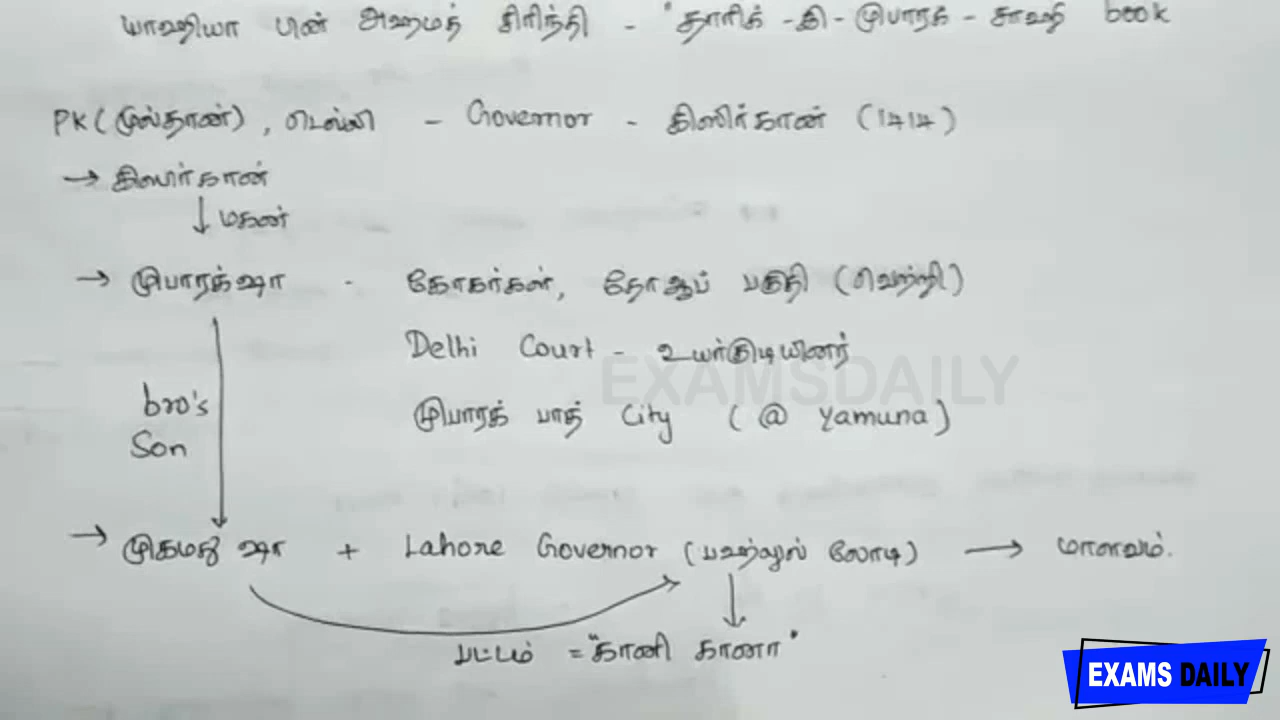 யாஹியா பின் அஹமத் சிரிந்தி - "தாரிக் - இ - முபாரக் - சாஹி book
PK (முல்தான்), டெல்லி - Governor - கிஸிர்கான் (1414)
→ கிஸிர்கான்
↓ மகன்
→ முபாரக்ஷா - கோகர்கள், தோஆப் பகுதி (வெற்றி)
Delhi Court - உயர்குடியினர்
EXAMSDAILY
bro's
Son
முபாரக் பாத் City (@ Yamuna)
→ முகமது ஷா + Lahore Governor (பஹ்லுல் லோடி) → மாளவம்.
பட்டம் = "கானி கானா"
EXAMS DAILY